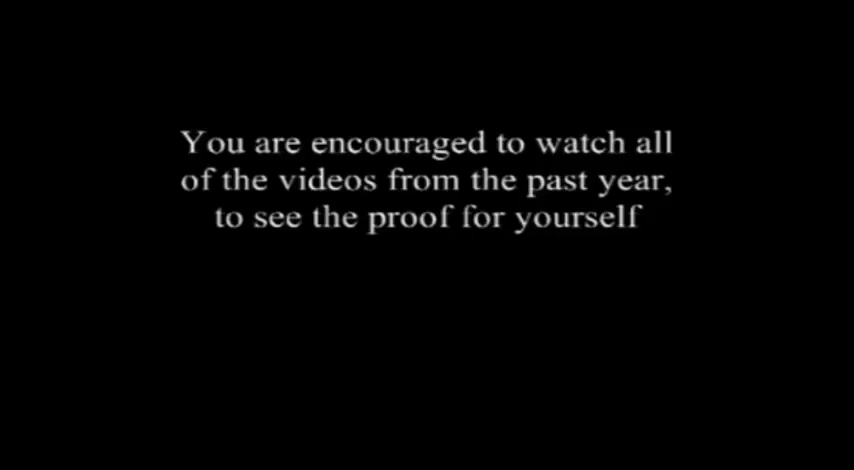 You are encouraged to watch all
of the videos from the past year,
to see the proof for yourself